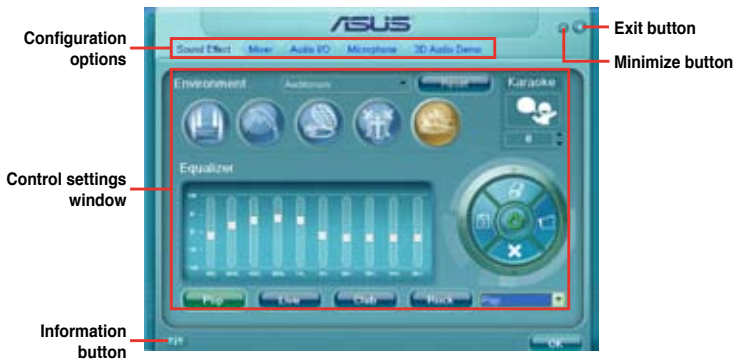 ASUS
Exit button
Minimize button
Configuration options
Sound Effect Mixer Audio I/O Microphone 3D Audio Demo
Environment Auditorium Reset Karaoke
0
Control settings window
Equalizer
Pop Live Club Rock Pop
Information button
OK